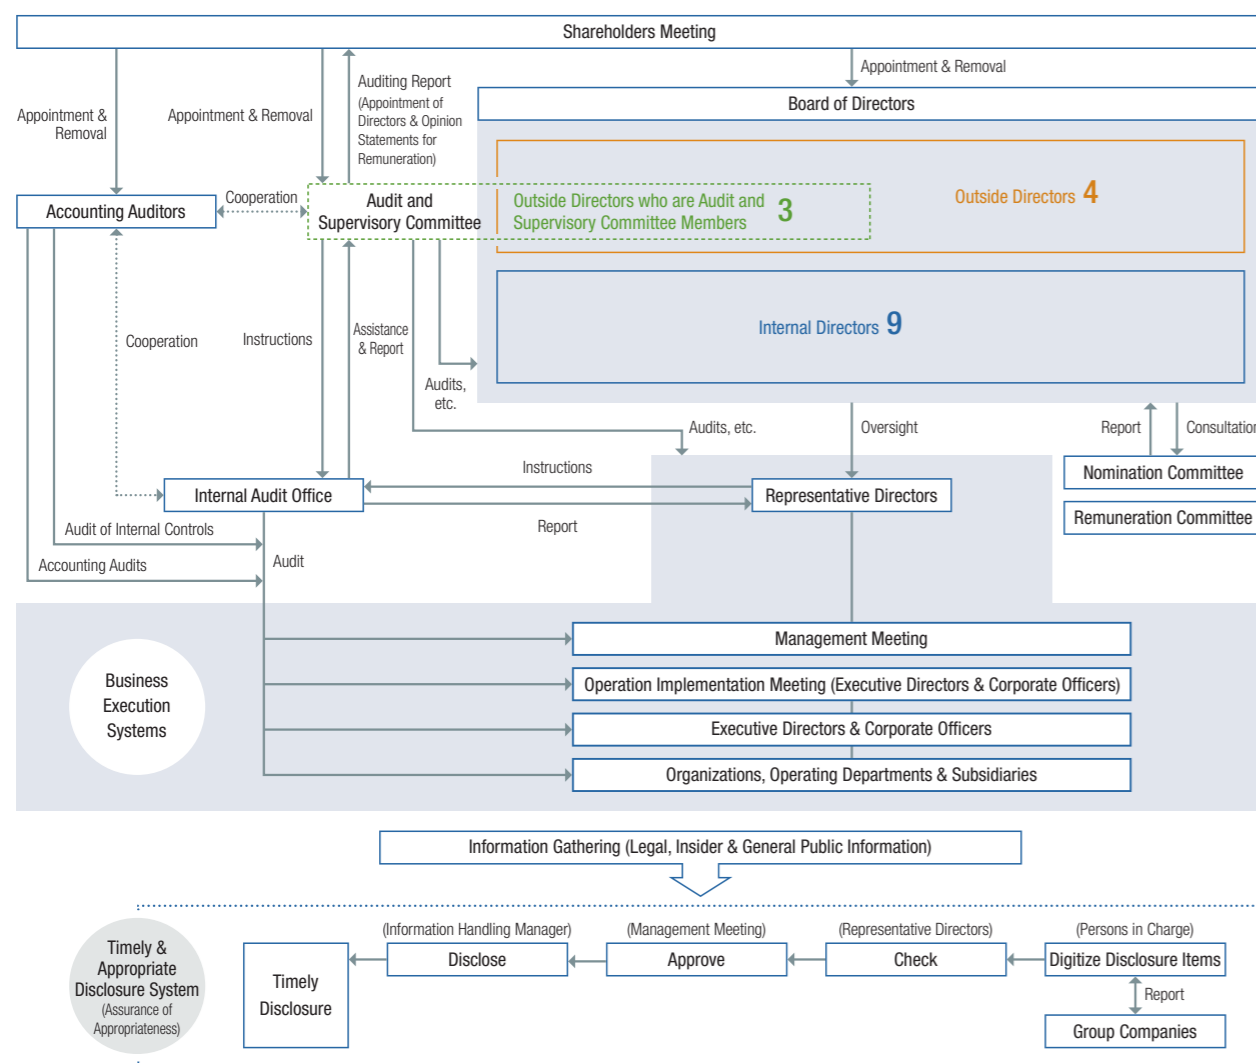 Shareholders Meeting
Appointment &
Removal
Appointment & Removal
Auditing Report
(Appointment of
Directors & Opinion
Statements for
Remuneration)
Appointment & Removal
Board of Directors
Accounting Auditors
Cooperation
Audit and
Supervisory Committee
Outside Directors who are Audit and
Supervisory Committee Members
3
Outside Directors 4
Internal Directors 9
Cooperation
Instructions
Assistance
& Report
Audits,
etc.
Audits, etc.
Oversight
Report
Consultation
Nomination Committee
Remuneration Committee
Internal Audit Office
Instructions
Report
Representative Directors
Audit of Internal Controls
Accounting Audits
Audit
Business
Execution
Systems
Management Meeting
Operation Implementation Meeting (Executive Directors & Corporate Officers)
Executive Directors & Corporate Officers
Organizations, Operating Departments & Subsidiaries
Information Gathering (Legal, Insider & General Public Information)
Timely &
Appropriate
Disclosure System
(Assurance of
Appropriateness)
Timely
Disclosure
(Information Handling Manager)
Disclose
(Management Meeting)
Approve
(Representative Directors)
Check
(Persons in Charge)
Digitize Disclosure Items
Report
Group Companies